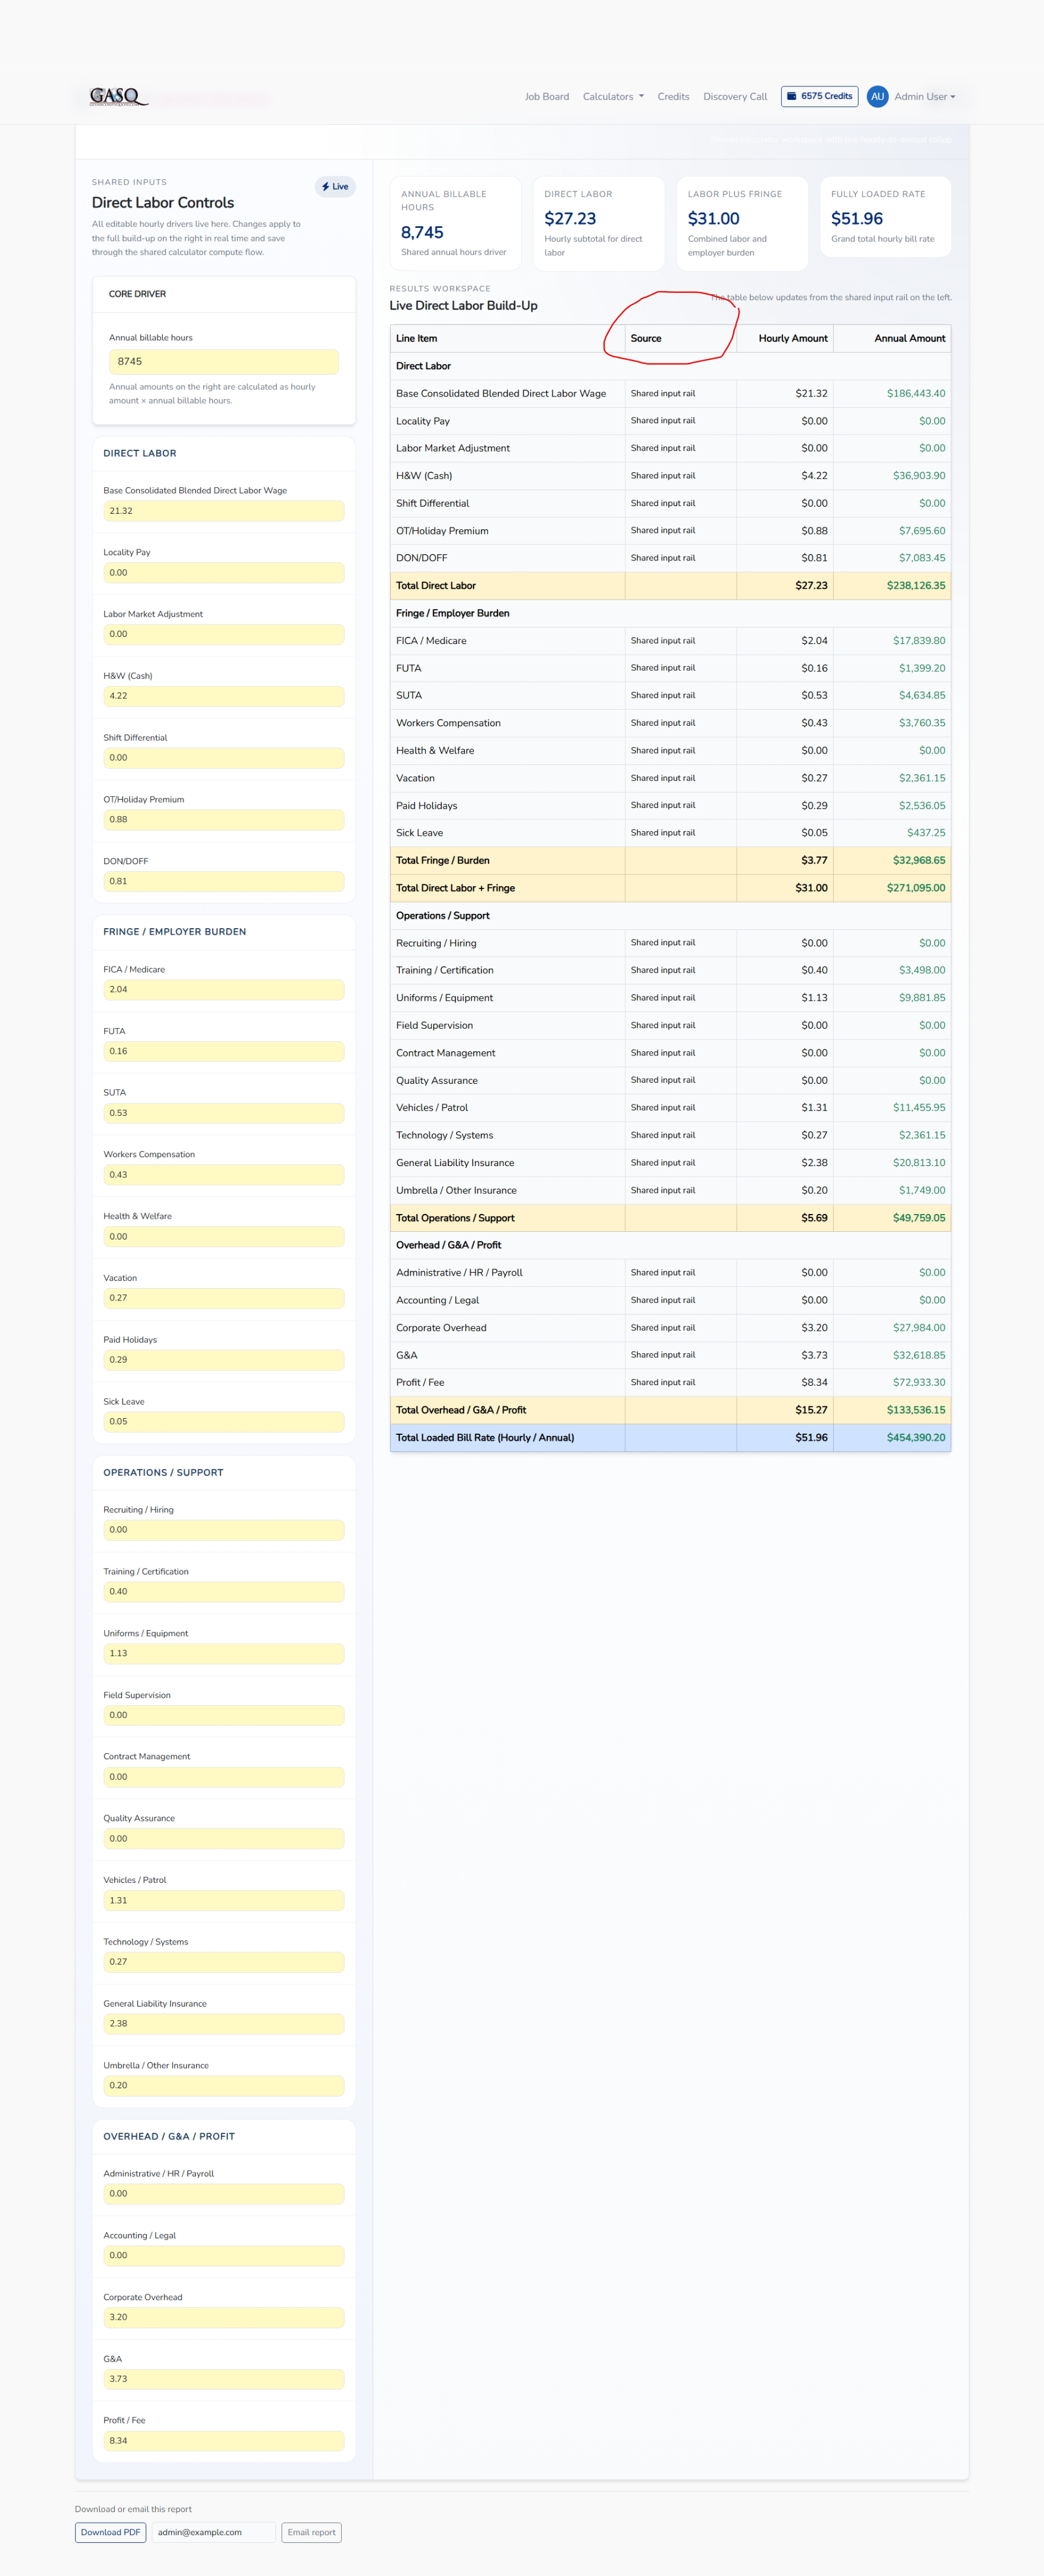 GASQ
Job Board Calculators Credits Discovery Call 6575 Credits AU Admin User
SHARED INPUTS
Live
Direct Labor Controls
All editable hourly drivers live here. Changes apply to
the full build-up on the right in real time and save
through the shared calculator compute flow.
CORE DRIVER
Annual billable hours
8745
Annual amounts on the right are calculated as hourly
amount × annual billable hours.
DIRECT LABOR
Base Consolidated Blended Direct Labor Wage
21.32
Locality Pay
0.00
Labor Market Adjustment
0.00
H&W (Cash)
4.22
Shift Differential
0.00
OT/Holiday Premium
0.88
DON/DOFF
0.81
FRINGE / EMPLOYER BURDEN
FICA / Medicare
2.04
FUTA
0.16
SUTA
0.53
Workers Compensation
0.43
Health & Welfare
0.00
Vacation
0.27
Paid Holidays
0.29
Sick Leave
0.05
OPERATIONS / SUPPORT
Recruiting / Hiring
0.00
Training / Certification
0.40
Uniforms / Equipment
1.13
Field Supervision
0.00
Contract Management
0.00
Quality Assurance
0.00
Vehicles / Patrol
1.31
Technology / Systems
0.27
General Liability Insurance
2.38
Umbrella / Other Insurance
0.20
OVERHEAD / G&A / PROFIT
Administrative / HR / Payroll
0.00
Accounting / Legal
0.00
Corporate Overhead
3.20
G&A
3.73
Profit / Fee
8.34
ANNUAL BILLABLE
HOURS
8,745
Shared annual hours driver
DIRECT LABOR
$27.23
Hourly subtotal for direct
labor
LABOR PLUS FRINGE
$31.00
Combined labor and
employer burden
FULLY LOADED RATE
$51.96
Grand total hourly bill rate
RESULTS WORKSPACE
Live Direct Labor Build-Up
The table below updates from the shared input rail on the left.
Line Item Source Hourly Amount Annual Amount
Direct Labor
Base Consolidated Blended Direct Labor Wage Shared input rail $21.32 $186,443.40
Locality Pay Shared input rail $0.00 $0.00
Labor Market Adjustment Shared input rail $0.00 $0.00
H&W (Cash) Shared input rail $4.22 $36,903.90
Shift Differential Shared input rail $0.00 $0.00
OT/Holiday Premium Shared input rail $0.88 $7,695.60
DON/DOFF Shared input rail $0.81 $7,083.45
Total Direct Labor $27.23 $238,126.35
Fringe / Employer Burden
FICA / Medicare Shared input rail $2.04 $17,839.80
FUTA Shared input rail $0.16 $1,399.20
SUTA Shared input rail $0.53 $4,634.85
Workers Compensation Shared input rail $0.43 $3,760.35
Health & Welfare Shared input rail $0.00 $0.00
Vacation Shared input rail $0.27 $2,361.15
Paid Holidays Shared input rail $0.29 $2,536.05
Sick Leave Shared input rail $0.05 $437.25
Total Fringe / Burden $3.77 $32,968.65
Total Direct Labor + Fringe $31.00 $271,095.00
Operations / Support
Recruiting / Hiring Shared input rail $0.00 $0.00
Training / Certification Shared input rail $0.40 $3,498.00
Uniforms / Equipment Shared input rail $1.13 $9,881.85
Field Supervision Shared input rail $0.00 $0.00
Contract Management Shared input rail $0.00 $0.00
Quality Assurance Shared input rail $0.00 $0.00
Vehicles / Patrol Shared input rail $1.31 $11,455.95
Technology / Systems Shared input rail $0.27 $2,361.15
General Liability Insurance Shared input rail $2.38 $20,813.10
Umbrella / Other Insurance Shared input rail $0.20 $1,749.00
Total Operations / Support $5.69 $49,759.05
Overhead / G&A / Profit
Administrative / HR / Payroll Shared input rail $0.00 $0.00
Accounting / Legal Shared input rail $0.00 $0.00
Corporate Overhead Shared input rail $3.20 $27,984.00
G&A Shared input rail $3.73 $32,618.85
Profit / Fee Shared input rail $8.34 $72,933.30
Total Overhead / G&A / Profit $15.27 $133,536.15
Total Loaded Bill Rate (Hourly / Annual) $51.96 $454,390.20
Download or email this report
Download PDF admin@example.com Email report